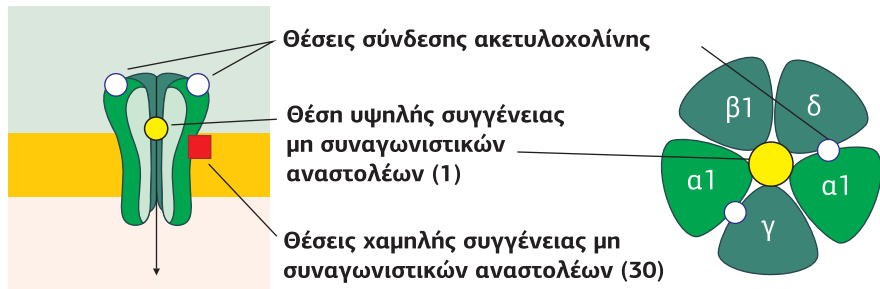 Θέσεις σύνδεσης ακετυλοχολίνης
Θέση υψηλής συγγένειας
μη συναγωνιστικών
αναστολέων (1)
Θέσεις χαμηλής συγγένειας μη
συναγωνιστικών αναστολέων (30)
β1 δ
α1 α1
γ